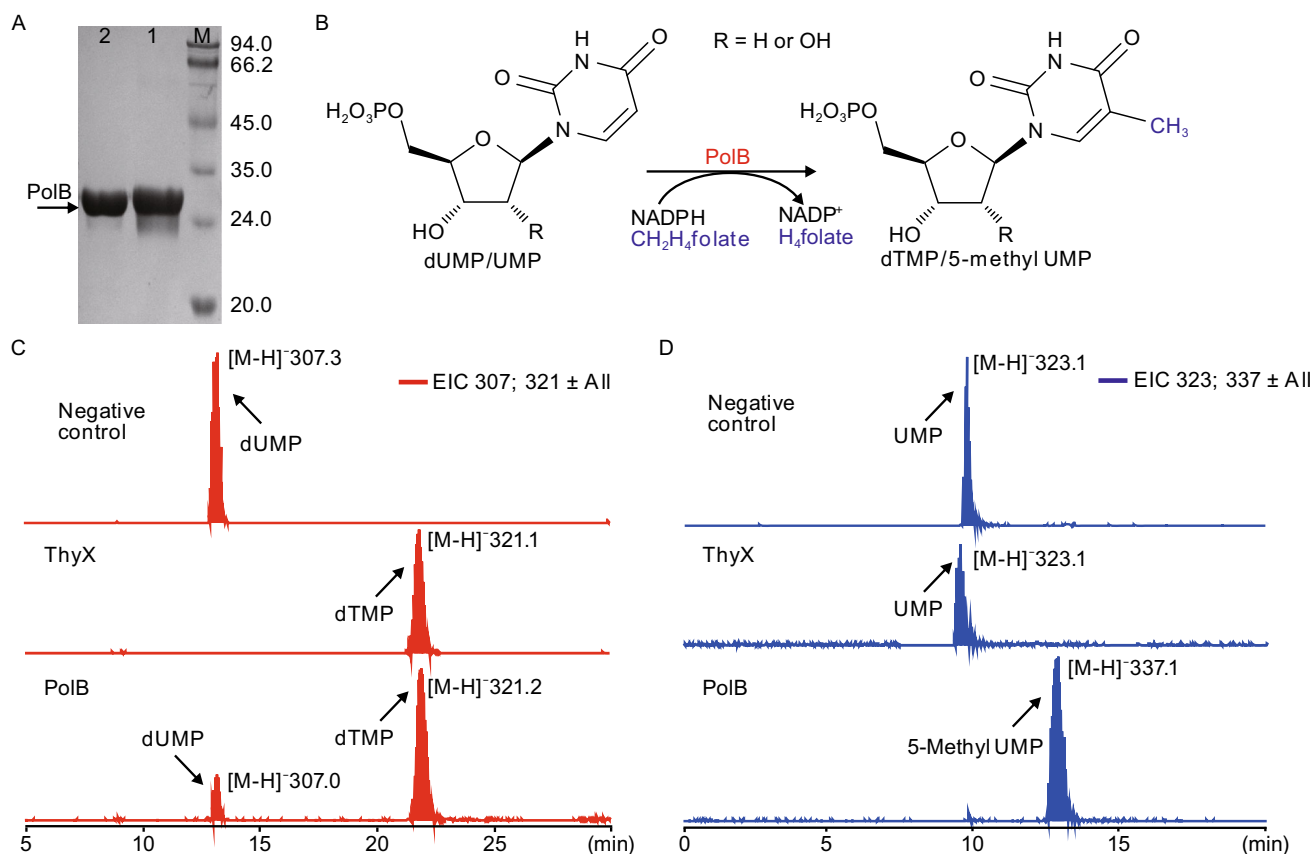 A
2 1 M
94.0
66.2
45.0
35.0
PolB
24.0
20.0
B
R = H or OH
H₂O₃PO
O
N
O
H
N
O
HO
R
dUMP/UMP
PolB
NADPH
CH₂H₄folate
NADP⁺
H₄folate
H₂O₃PO
O
N
O
H
N
O
CH₃
HO
R
dTMP/5-methyl UMP
C
[M-H]⁻307.3
EIC 307; 321 ± All
Negative
control
dUMP
ThyX
[M-H]⁻321.1
dTMP
PolB
[M-H]⁻321.2
dUMP
dTMP
[M-H]⁻307.0
5 10 15 20 25 (min)
D
[M-H]⁻323.1
EIC 323; 337 ± All
Negative
control
UMP
ThyX
[M-H]⁻323.1
UMP
PolB
[M-H]⁻337.1
5-Methyl UMP
0 5 10 15 (min)